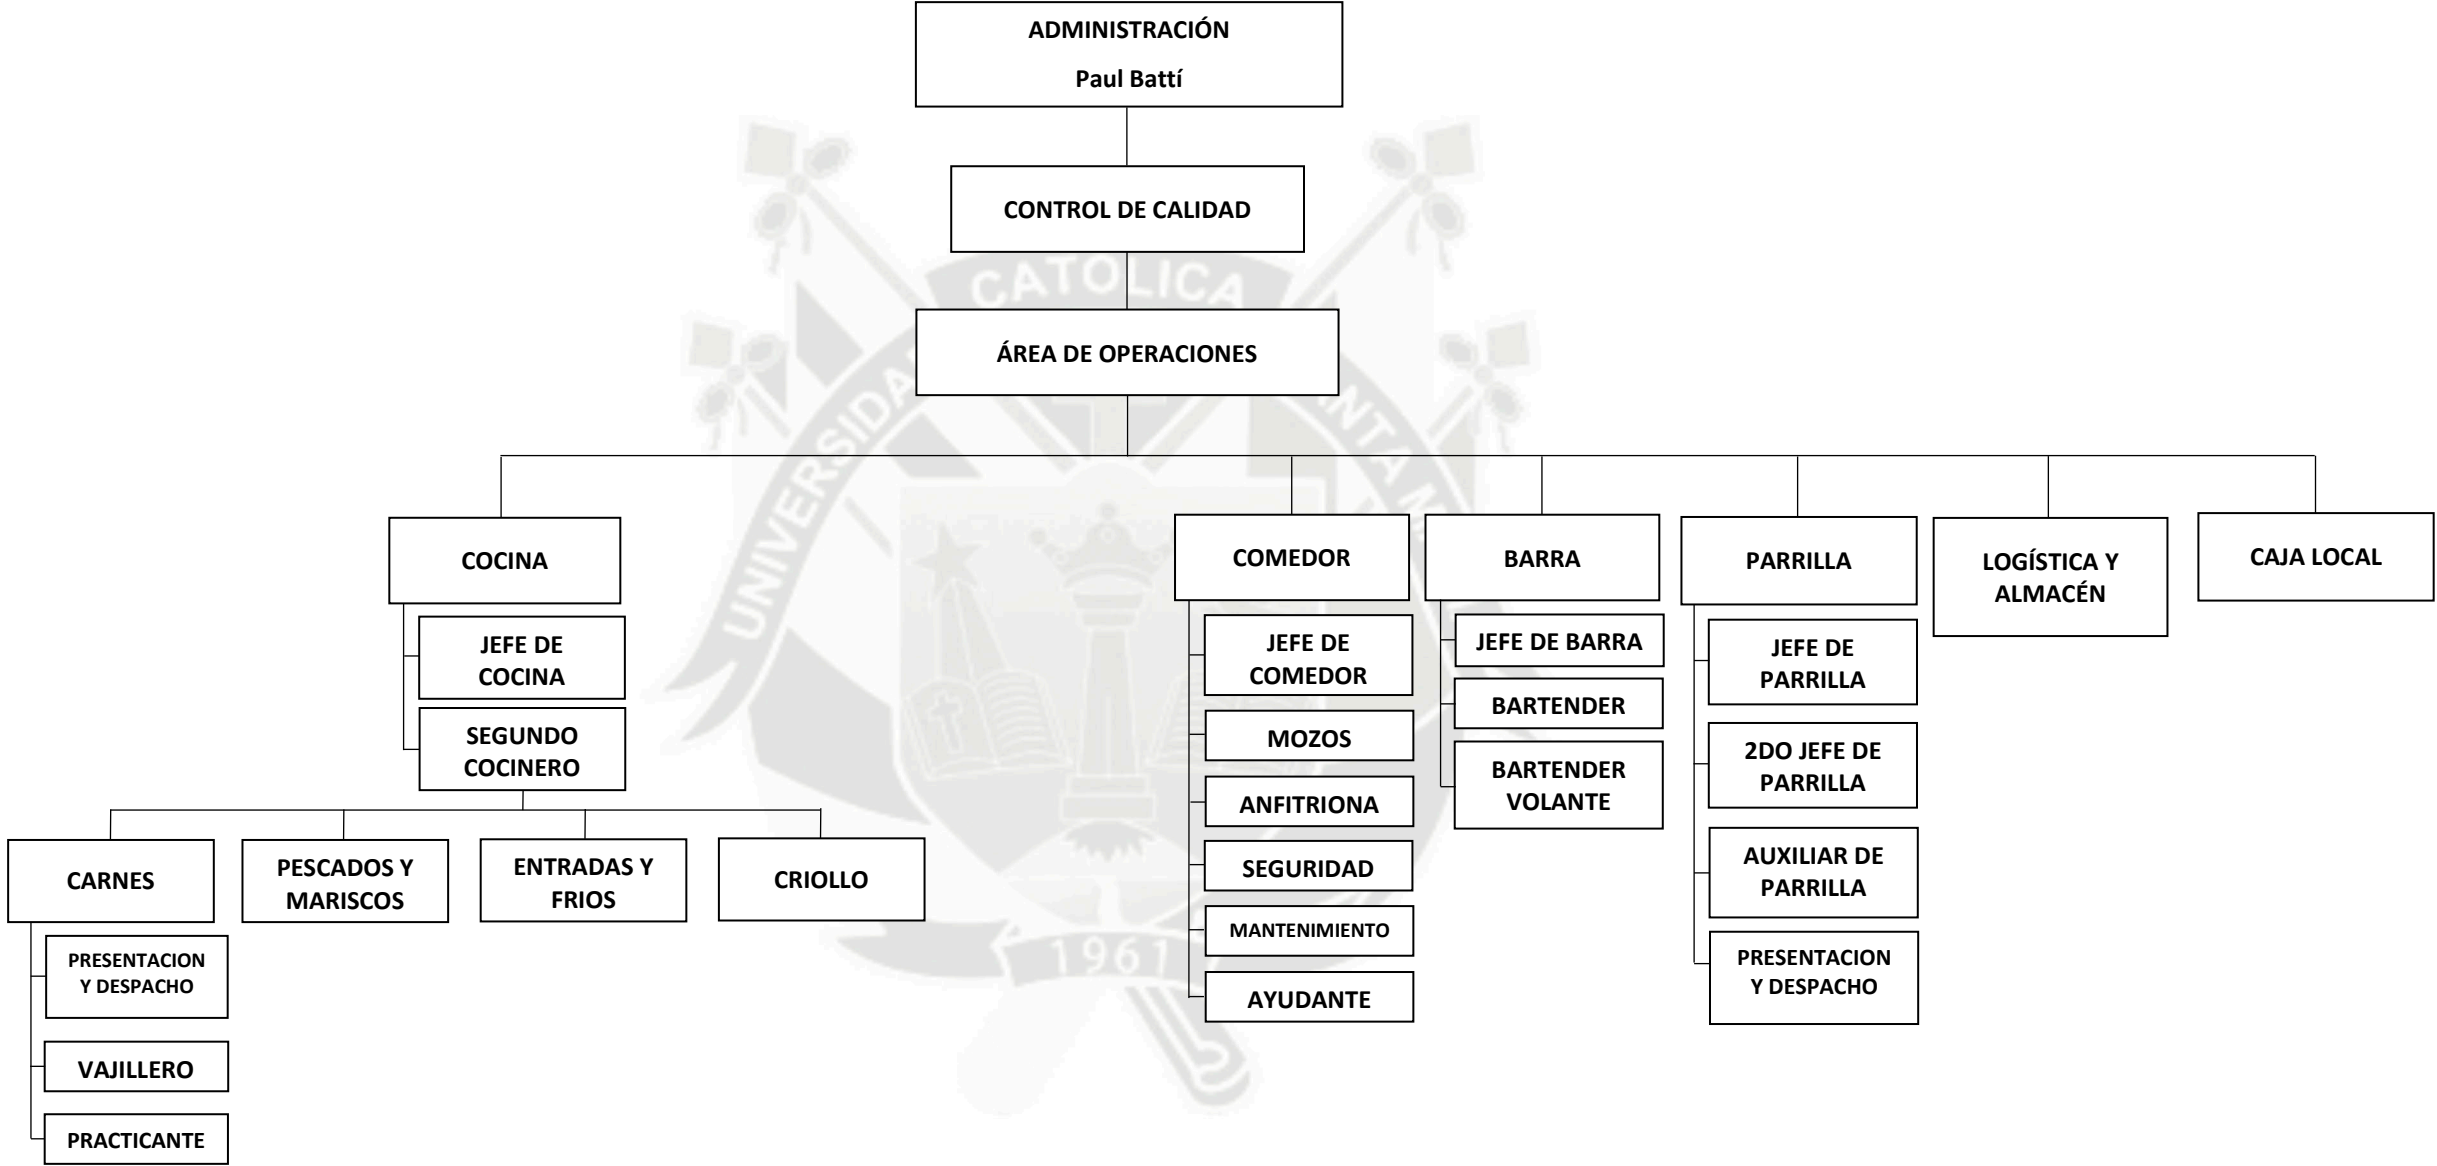 ADMINISTRACIÓN
Paul Battí
CONTROL DE CALIDAD
ÁREA DE OPERACIONES
COCINA
JEFE DE
COCINA
SEGUNDO
COCINERO
CARNES
PRESENTACION
Y DESPACHO
VAJILLERO
PRACTICANTE
PESCADOS Y
MARISCOS
ENTRADAS Y
FRIOS
CRIOLLO
COMEDOR
JEFE DE
COMEDOR
MOZOS
ANFITRIONA
SEGURIDAD
MANTENIMIENTO
AYUDANTE
BARRA
JEFE DE BARRA
BARTENDER
BARTENDER
VOLANTE
PARRILLA
JEFE DE
PARRILLA
2DO JEFE DE
PARRILLA
AUXILIAR DE
PARRILLA
PRESENTACION
Y DESPACHO
LOGÍSTICA Y
ALMACÉN
CAJA LOCAL
CATOLICA
1961